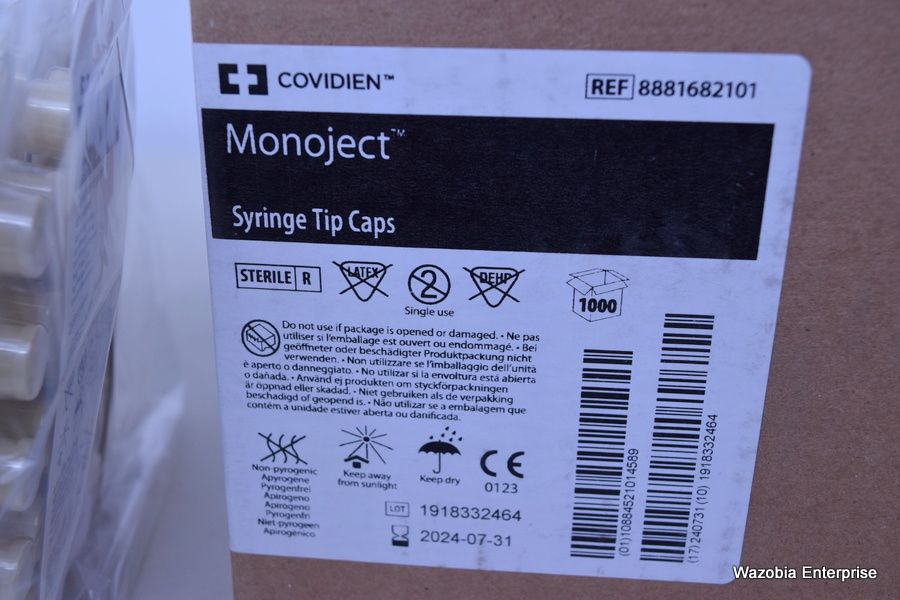 COVIDIEN™
REF 8881682101
Monoject™
Syringe Tip Caps
STERILE R
LATEX
2
DEHP
Single use
1000
Do not use if package is opened or damaged. • Ne pas
utiliser si l'emballage est ouvert ou endommagé. • Bei
geöffneter oder beschädigter Produktpackung nicht
verwenden. • Non utilizzare se l'imballaggio dell'unità
è aperto o danneggiato. • No utilizar si la envoltura está abierta
o dañada. • Använd ej produkten om styckförpackningen
är öppnad eller skadad. • Niet gebruiken als de verpakking
beschadigd of geopend is. • Não utilizar se a embalagem que
contém a unidade estiver aberta ou danificada.
Non-pyrogenic
Apyrogene
Pyrogenfrei
Apirogeno
Apirógeno
Pyrogenfri
Niet-pyrogeen
Apirogénico
Keep away
from sunlight
Keep dry
CE
0123
LOT 1918332464
2024-07-31
(01)10884521014589
(17)240731(10) 1918332464
Wazobia Enterprise